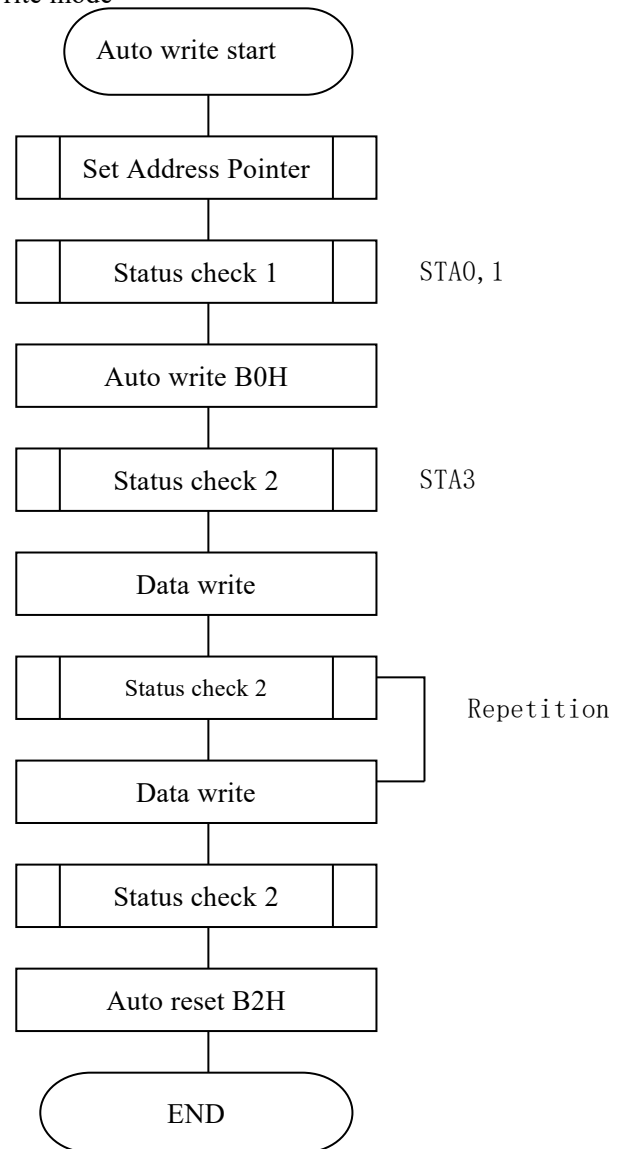 Auto write start
Set Address Pointer
Status check 1
STA0,1
Auto write B0H
Status check 2
STA3
Data write
Status check 2
Repetition
Data write
Status check 2
Auto reset B2H
END